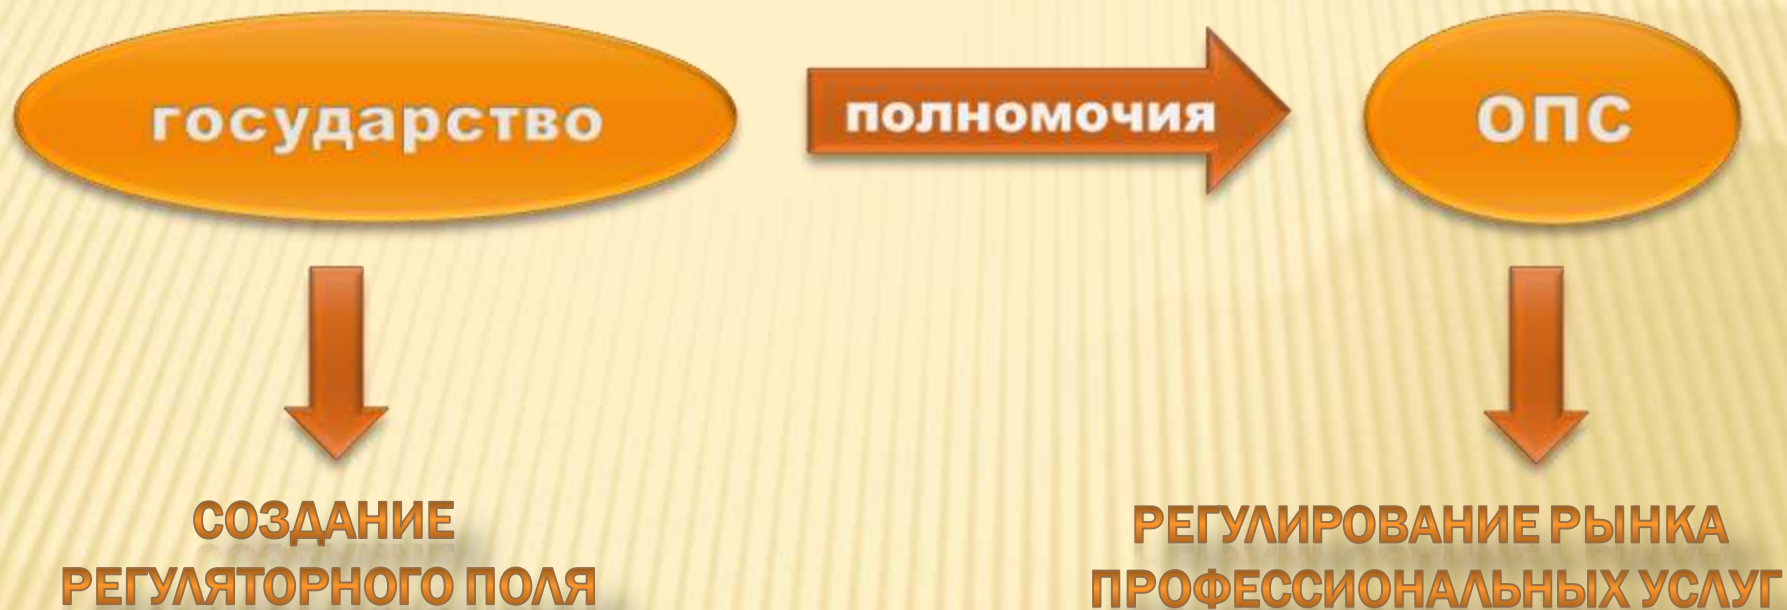 государство
полномочия
ОПС
СОЗДАНИЕ
РЕГУЛЯТОРНОГО ПОЛЯ
РЕГУЛИРОВАНИЕ РЫНКА
ПРОФЕССИОНАЛЬНЫХ УСЛУГ